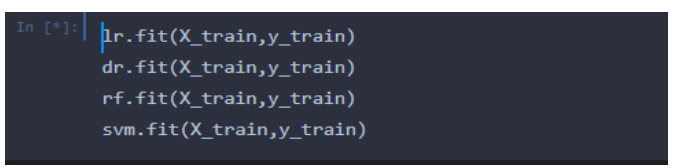 In [*]:
lr.fit(X_train,y_train)
dr.fit(X_train,y_train)
rf.fit(X_train,y_train)
svm.fit(X_train,y_train)